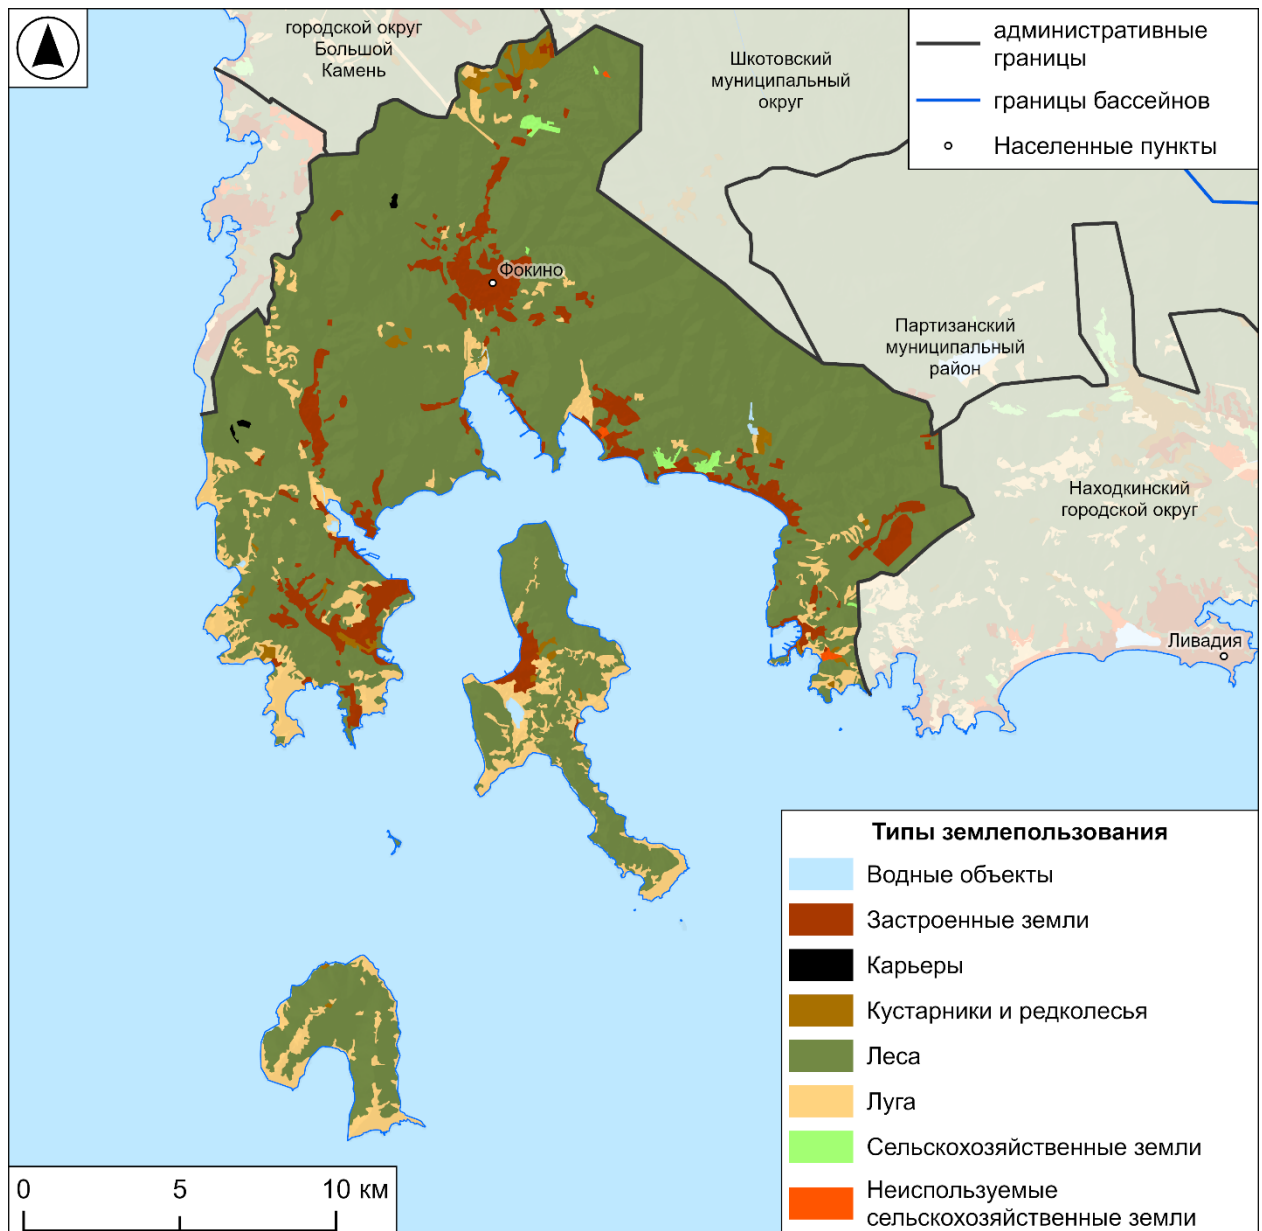 городской округ
Большой
Камень
Шкотовский
муниципальный
округ
административные
границы
границы бассейнов
Населенные пункты
Фокино
Партизанский
муниципальный
район
Находкинский
городской округ
Ливадия
Типы землепользования
Водные объекты
Застроенные земли
Карьеры
Кустарники и редколесья
Леса
Луга
Сельскохозяйственные земли
Неиспользуемые
сельскохозяйственные земли
0 5 10 км